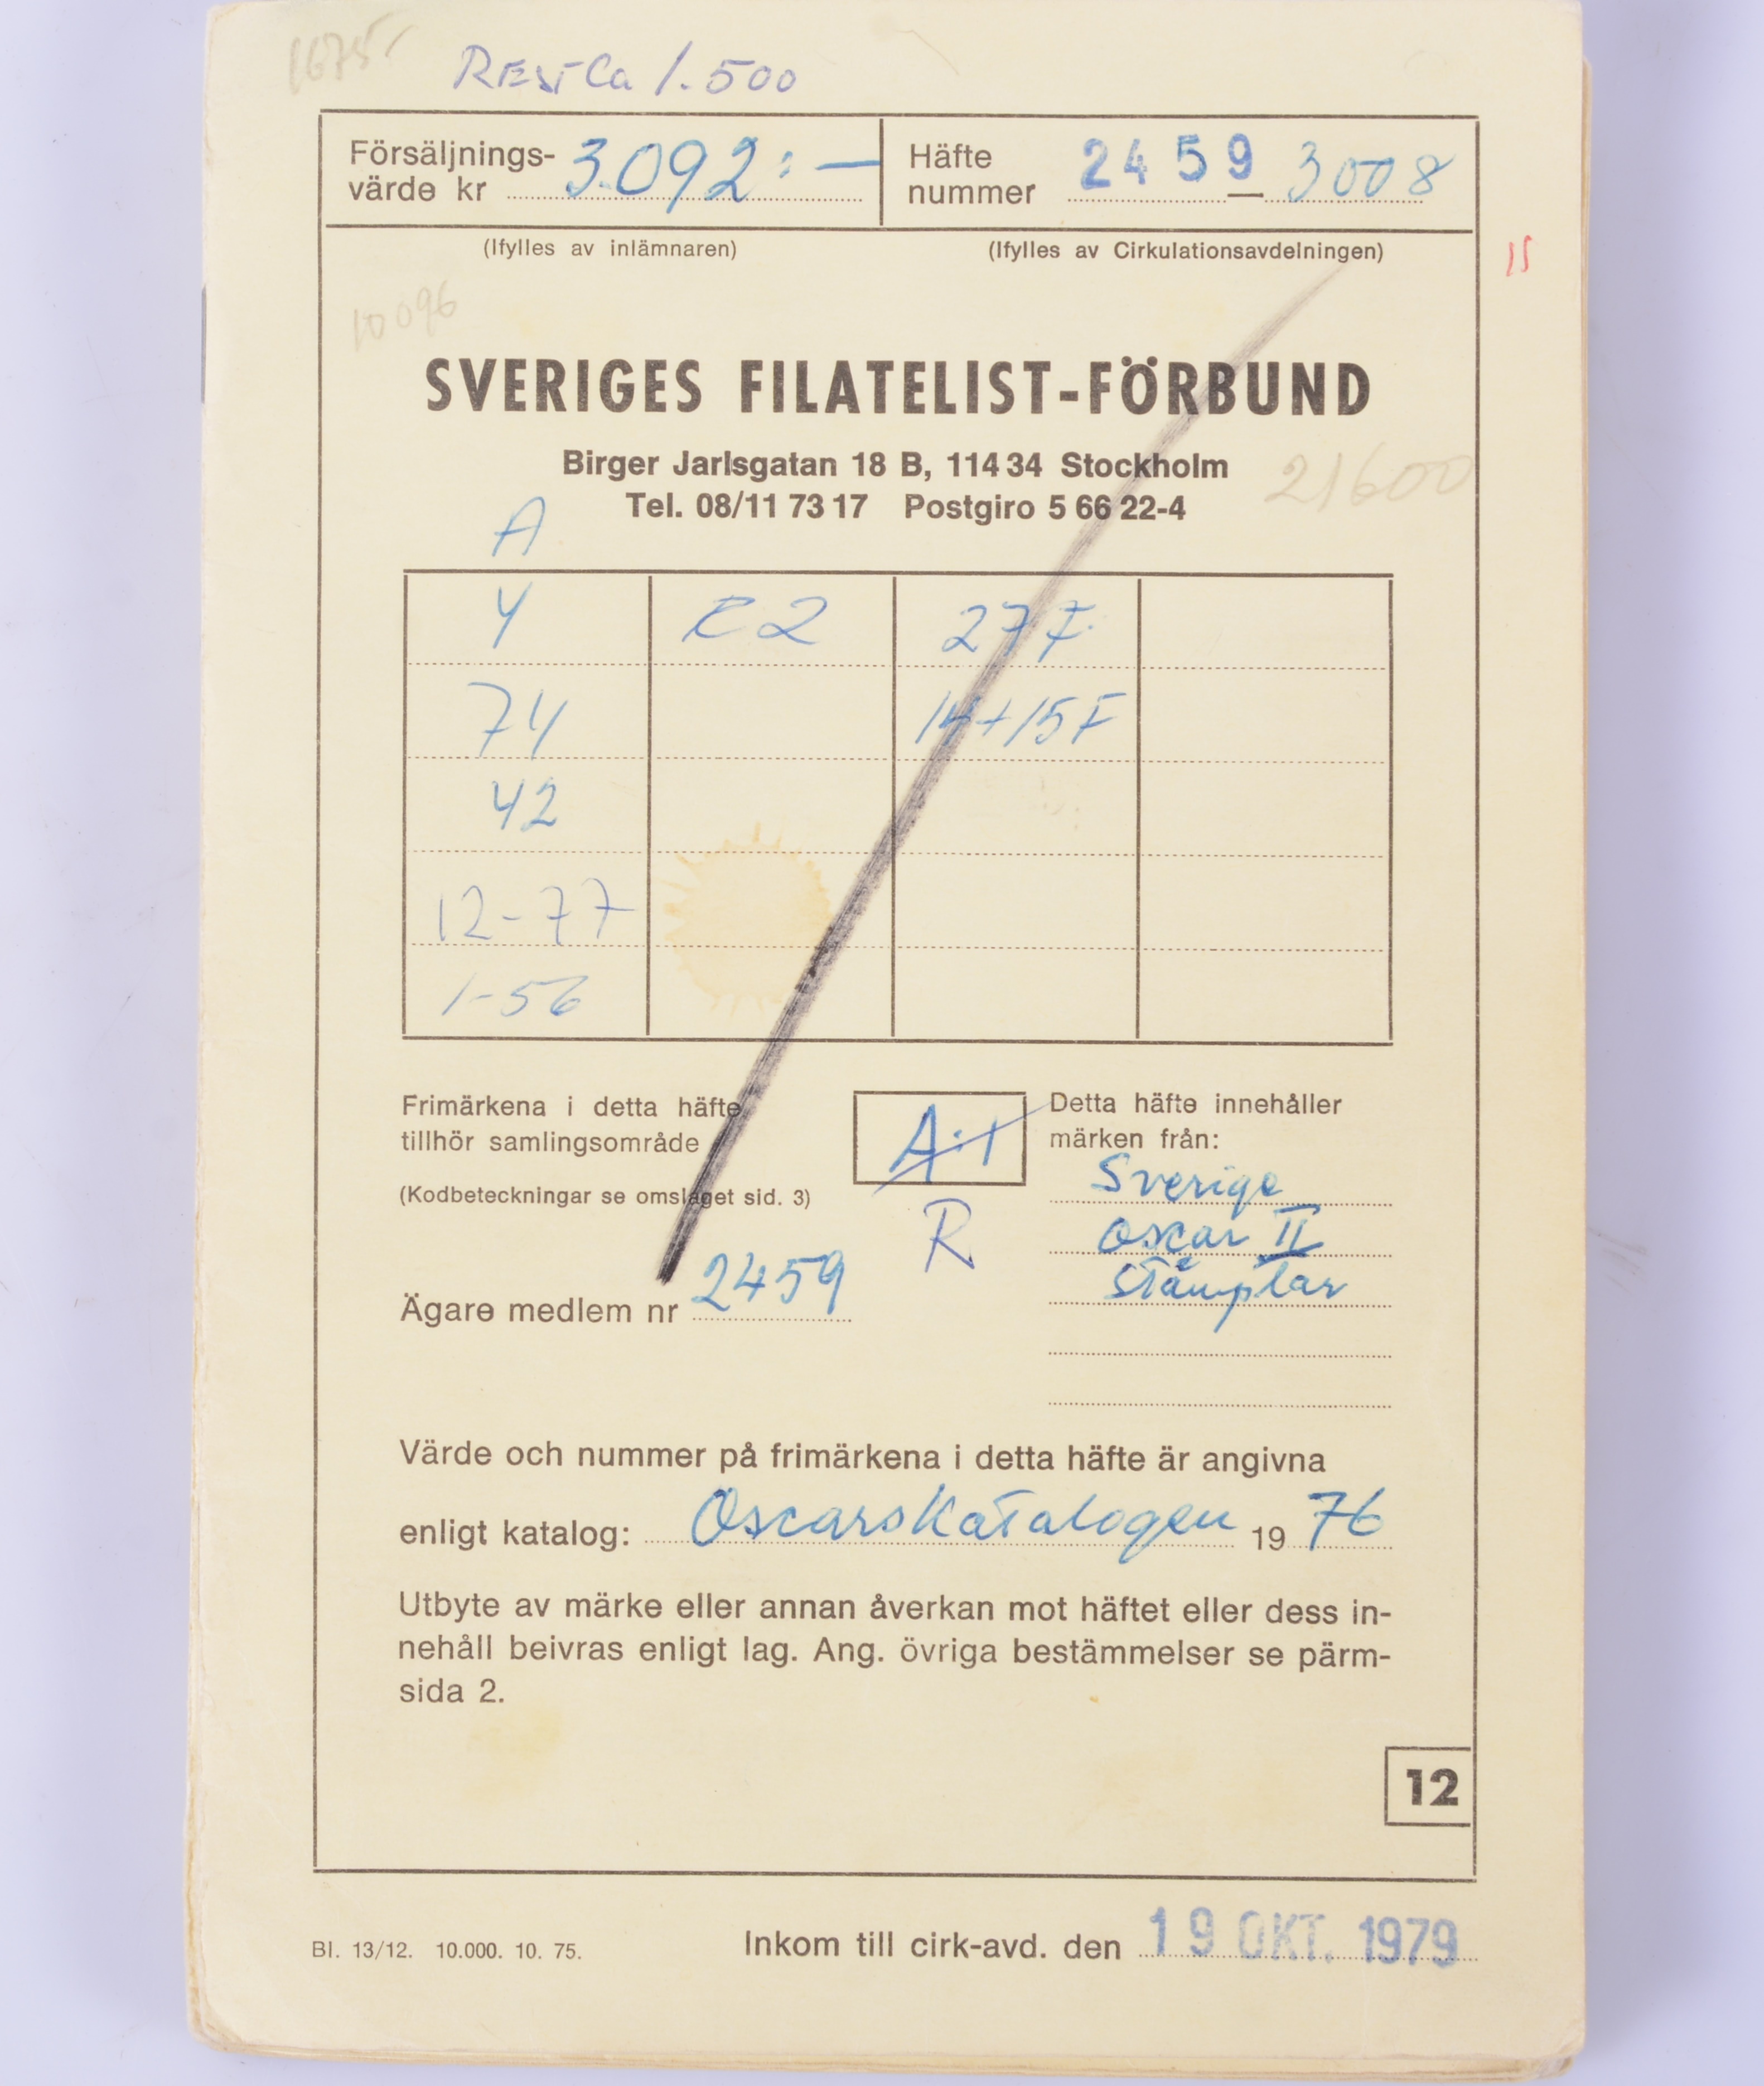 1675-
Rest Ca 1.500
Försäljnings-
värde kr 3.092:-
Häfte
nummer 2459 - 3008
(Ifylles av inlämnaren)
(Ifylles av Cirkulationsavdelningen)
10096
SVERIGES FILATELIST-FÖRBUND
Birger Jarlsgatan 18 B, 114 34 Stockholm
21600
Tel. 08/11 73 17 Postgiro 5 66 22-4
A
4
E2
27 F.
74
14+15 F
42
12-77
1-56
Frimärkena i detta häfte
tillhör samlingsområde
(Kodbeteckningar se omslaget sid. 3)
A:1
R
Detta häfte innehåller
märken från:
Sverige
Oscar II
Stämplar
Ägare medlem nr 2459
Värde och nummer på frimärkena i detta häfte är angivna
enligt katalog: Oscarskatalogen 1976
Utbyte av märke eller annan åverkan mot häftet eller dess in-
nehåll beivras enligt lag. Ang. övriga bestämmelser se pärm-
sida 2.
12
Bl. 13/12. 10.000. 10. 75.
Inkom till cirk-avd. den 19 OKT. 1979